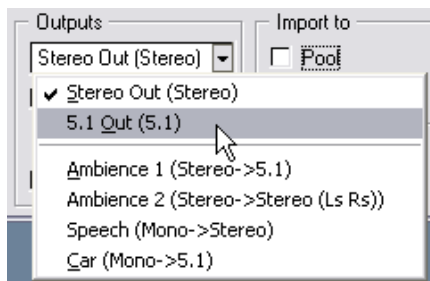 Outputs
Import to
Stereo Out (Stereo)
Pool
Stereo Out (Stereo)
5.1 Out (5.1)
Ambience 1 (Stereo->5.1)
Ambience 2 (Stereo->Stereo (Ls Rs))
Speech (Mono->Stereo)
Car (Mono->5.1)